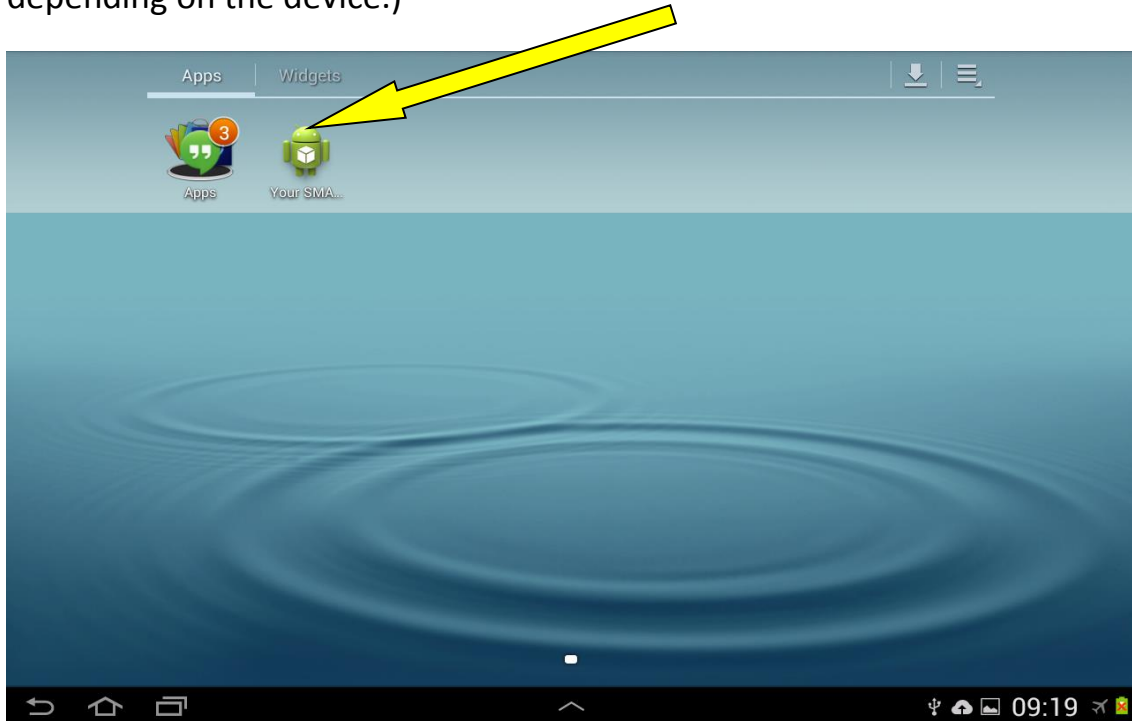 depending on the device.)
Apps Widgets
3
Apps Your SMA...
09:19